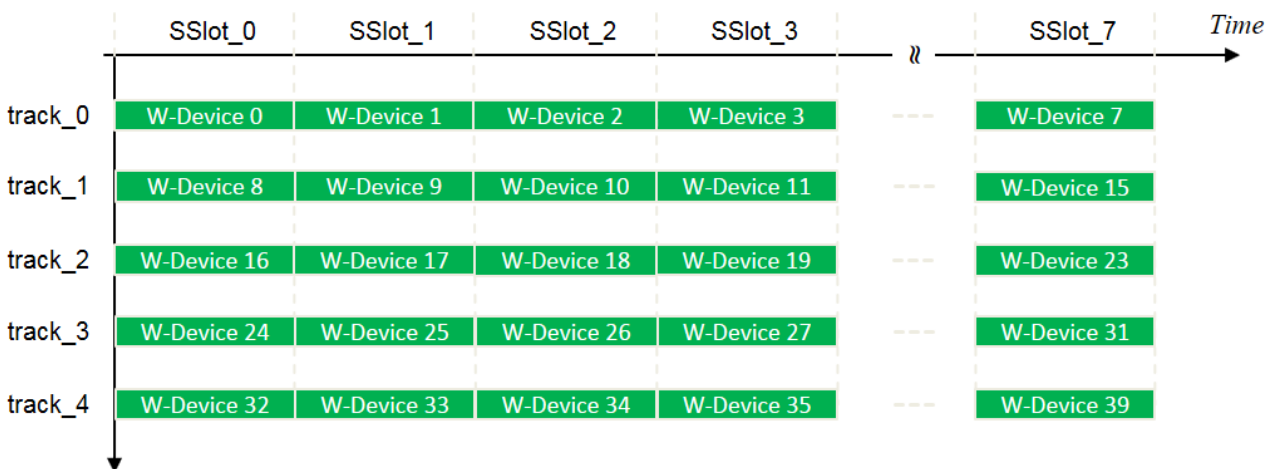 SSlot_0 SSlot_1 SSlot_2 SSlot_3 SSlot_7 Time
track_0 W-Device 0 W-Device 1 W-Device 2 W-Device 3 W-Device 7
track_1 W-Device 8 W-Device 9 W-Device 10 W-Device 11 W-Device 15
track_2 W-Device 16 W-Device 17 W-Device 18 W-Device 19 W-Device 23
track_3 W-Device 24 W-Device 25 W-Device 26 W-Device 27 W-Device 31
track_4 W-Device 32 W-Device 33 W-Device 34 W-Device 35 W-Device 39